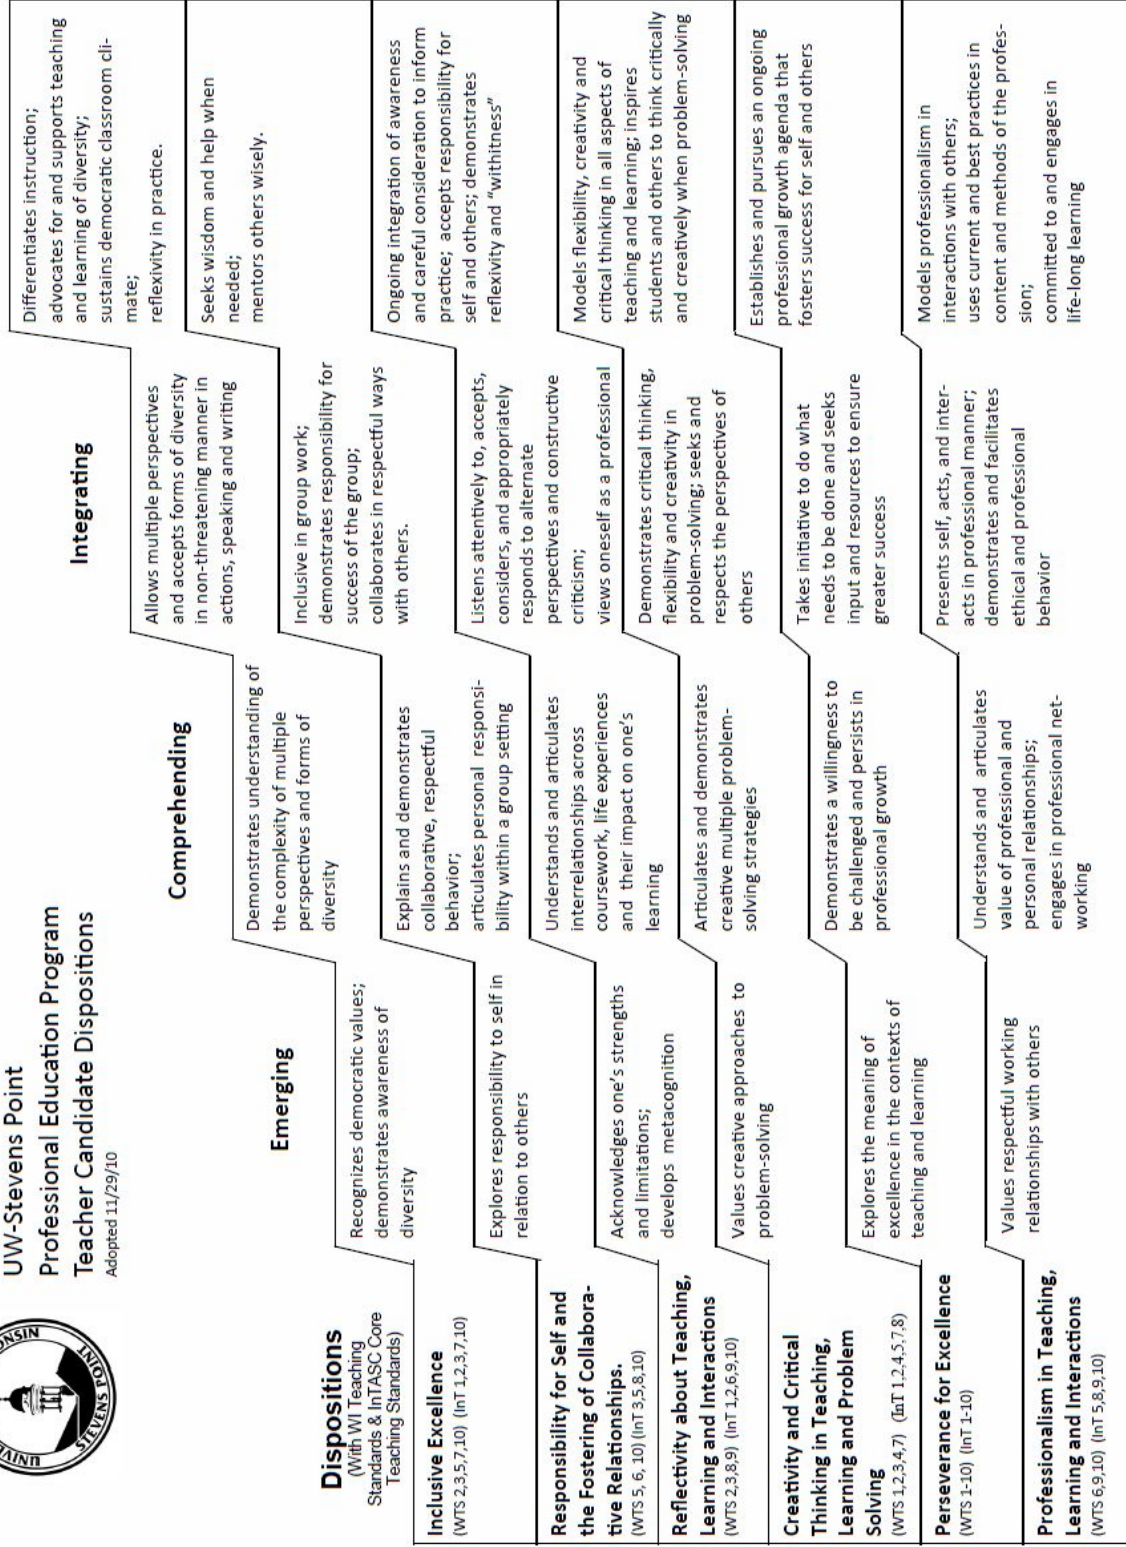 UNIV
ONSIN
STEVENS POINT
UW-Stevens Point
Professional Education Program
Teacher Candidate Dispositions
Adopted 11/29/10
Dispositions
(With WI Teaching
Standards & InTASC Core
Teaching Standards)
Emerging
Comprehending
Integrating
Inclusive Excellence
(WTS 2,3,5,7,10) (InT 1,2,3,7,10)
Recognizes democratic values;
demonstrates awareness of
diversity
Demonstrates understanding of
the complexity of multiple
perspectives and forms of
diversity
Allows multiple perspectives
and accepts forms of diversity
in non-threatening manner in
actions, speaking and writing
Differentiates instruction;
advocates for and supports teaching
and learning of diversity;
sustains democratic classroom cli-
mate;
reflexivity in practice.
Responsibility for Self and
the Fostering of Collabora-
tive Relationships.
(WTS 5, 6, 10) (InT 3,5,8,10)
Explores responsibility to self in
relation to others
Explains and demonstrates
collaborative, respectful
behavior;
articulates personal responsi-
bility within a group setting
Inclusive in group work;
demonstrates responsibility for
success of the group;
collaborates in respectful ways
with others.
Seeks wisdom and help when
needed;
mentors others wisely.
Reflectivity about Teaching,
Learning and Interactions
(WTS 2,3,8,9) (InT 1,2,6,9,10)
Acknowledges one's strengths
and limitations;
develops metacognition
Understands and articulates
interrelationships across
coursework, life experiences
and their impact on one's
learning
Listens attentively to, accepts,
considers, and appropriately
responds to alternate
perspectives and constructive
criticism;
views oneself as a professional
Ongoing integration of awareness
and careful consideration to inform
practice; accepts responsibility for
self and others; demonstrates
reflexivity and "withitness"
Creativity and Critical
Thinking in Teaching,
Learning and Problem
Solving
(WTS 1,2,3,4,7) (InT 1,2,4,5,7,8)
Values creative approaches to
problem-solving
Articulates and demonstrates
creative multiple problem-
solving strategies
Demonstrates critical thinking,
flexibility and creativity in
problem-solving; seeks and
respects the perspectives of
others
Models flexibility, creativity and
critical thinking in all aspects of
teaching and learning; inspires
students and others to think critically
and creatively when problem-solving
Perseverance for Excellence
(WTS 1-10) (InT 1-10)
Explores the meaning of
excellence in the contexts of
teaching and learning
Demonstrates a willingness to
be challenged and persists in
professional growth
Takes initiative to do what
needs to be done and seeks
input and resources to ensure
greater success
Establishes and pursues an ongoing
professional growth agenda that
fosters success for self and others
Professionalism in Teaching,
Learning and Interactions
(WTS 6,9,10) (InT 5,8,9,10)
Values respectful working
relationships with others
Understands and articulates
value of professional and
personal relationships;
engages in professional net-
working
Presents self, acts, and inter-
acts in professional manner;
demonstrates and facilitates
ethical and professional
behavior
Models professionalism in
interactions with others;
uses current and best practices in
content and methods of the profes-
sion;
committed to and engages in
life-long learning